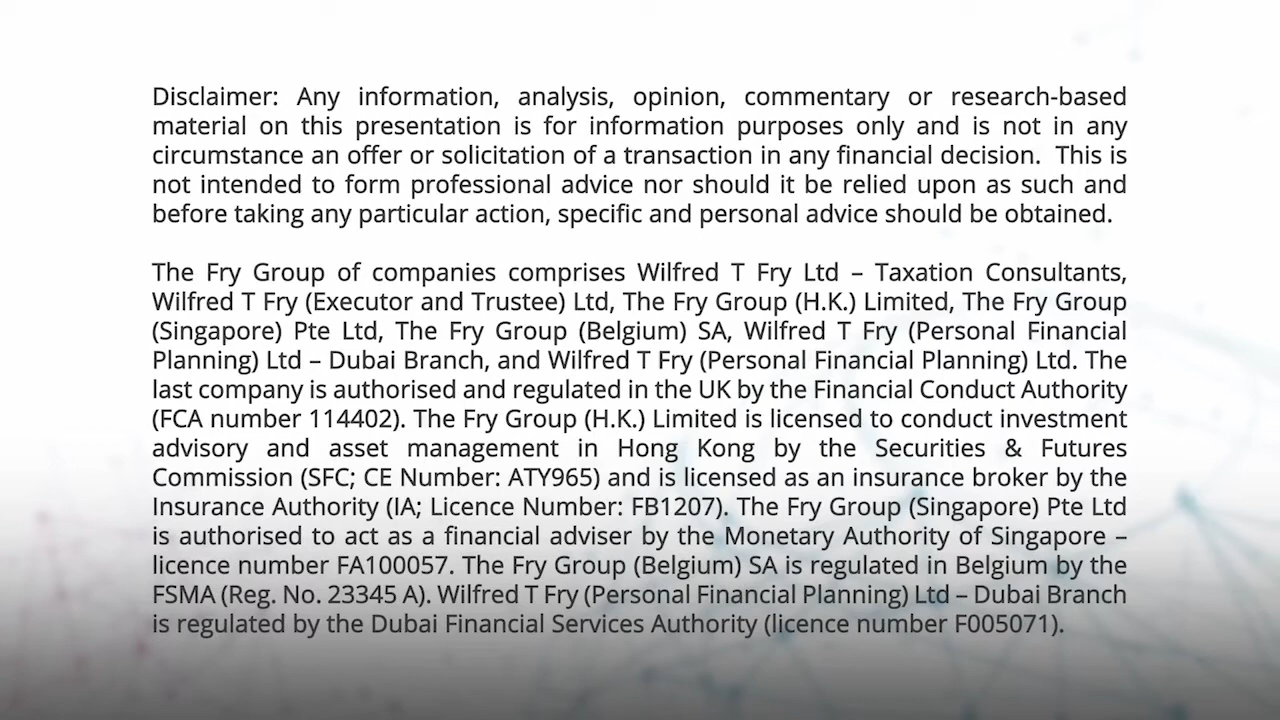 Disclaimer: Any information, analysis, opinion, commentary or research-based
material on this presentation is for information purposes only and is not in any
circumstance an offer or solicitation of a transaction in any financial decision.  This is
not intended to form professional advice nor should it be relied upon as such and
before taking any particular action, specific and personal advice should be obtained.
The Fry Group of companies comprises Wilfred T Fry Ltd – Taxation Consultants,
Wilfred T Fry (Executor and Trustee) Ltd, The Fry Group (H.K.) Limited, The Fry Group
(Singapore) Pte Ltd, The Fry Group (Belgium) SA, Wilfred T Fry (Personal Financial
Planning) Ltd – Dubai Branch, and Wilfred T Fry (Personal Financial Planning) Ltd. The
last company is authorised and regulated in the UK by the Financial Conduct Authority
(FCA number 114402). The Fry Group (H.K.) Limited is licensed to conduct investment
advisory and asset management in Hong Kong by the Securities & Futures
Commission (SFC; CE Number: ATY965) and is licensed as an insurance broker by the
Insurance Authority (IA; Licence Number: FB1207). The Fry Group (Singapore) Pte Ltd
is authorised to act as a financial adviser by the Monetary Authority of Singapore –
licence number FA100057. The Fry Group (Belgium) SA is regulated in Belgium by the
FSMA (Reg. No. 23345 A). Wilfred T Fry (Personal Financial Planning) Ltd – Dubai Branch
is regulated by the Dubai Financial Services Authority (licence number F005071).